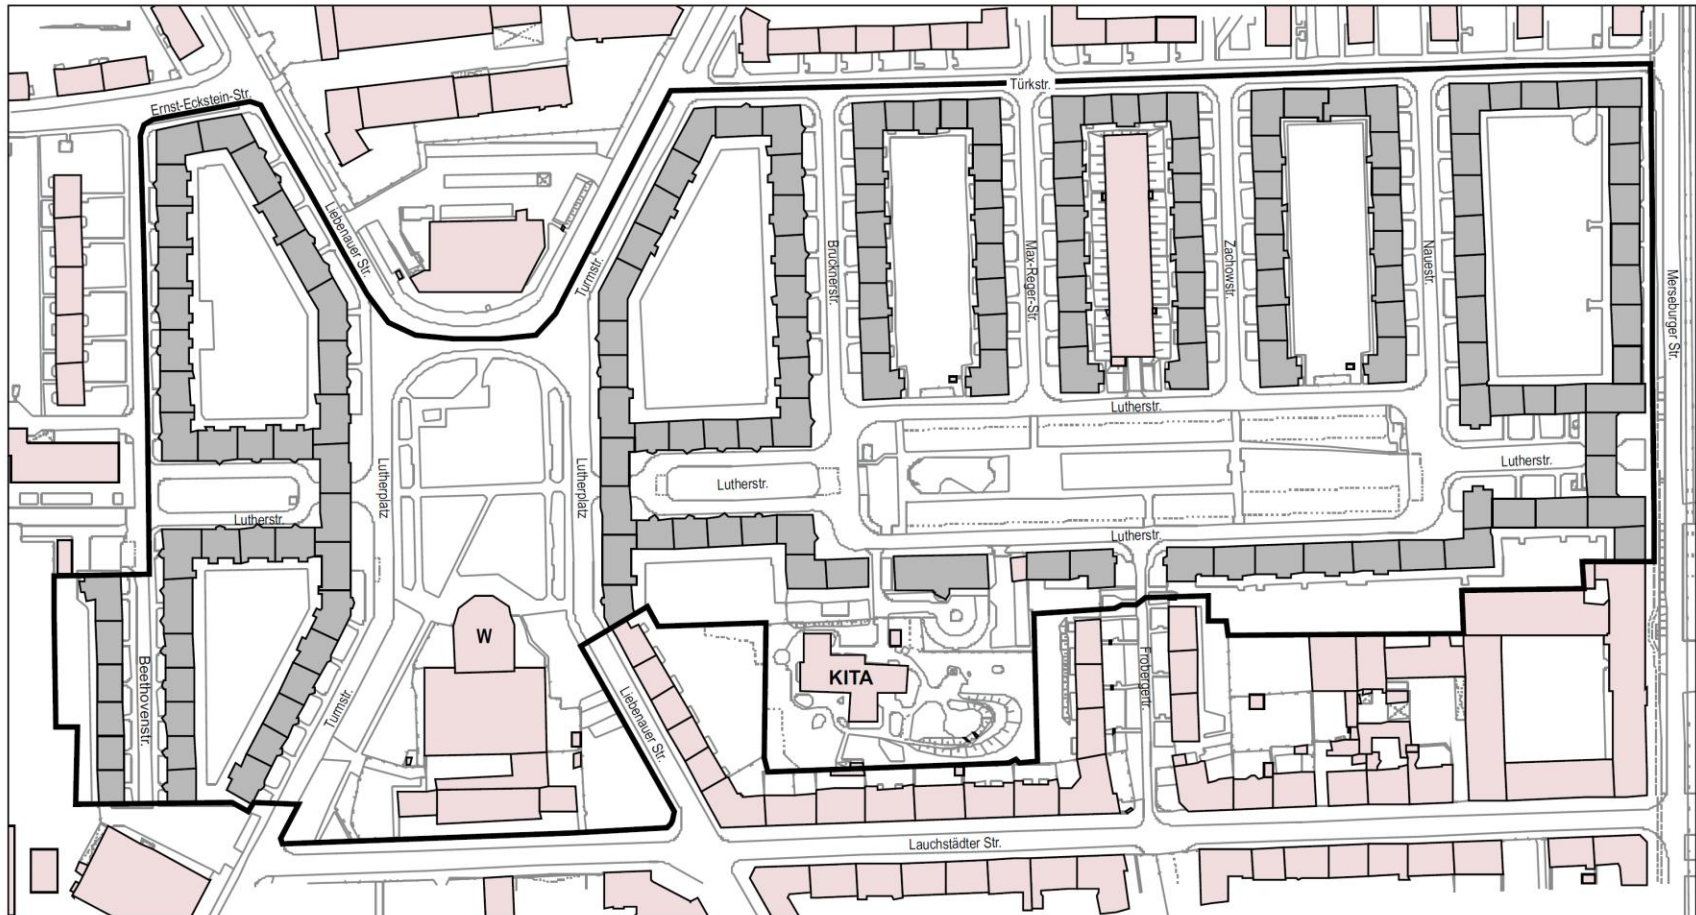 Türkstr.
Ernst-Eckstein-Str.
Liebenauer Str.
Turmstr.
Brucknerstr.
Max-Reger-Str.
Zachowstr.
Nauestr.
Merseburger Str.
Lutherstr.
Lutherstr.
Lutherplatz
Lutherplatz
Lutherstr.
Lutherstr.
Lutherstr.
W
KITA
Beethovenstr.
Turmstr.
Liebenauer Str.
Frobergertr.
Lauchstädter Str.